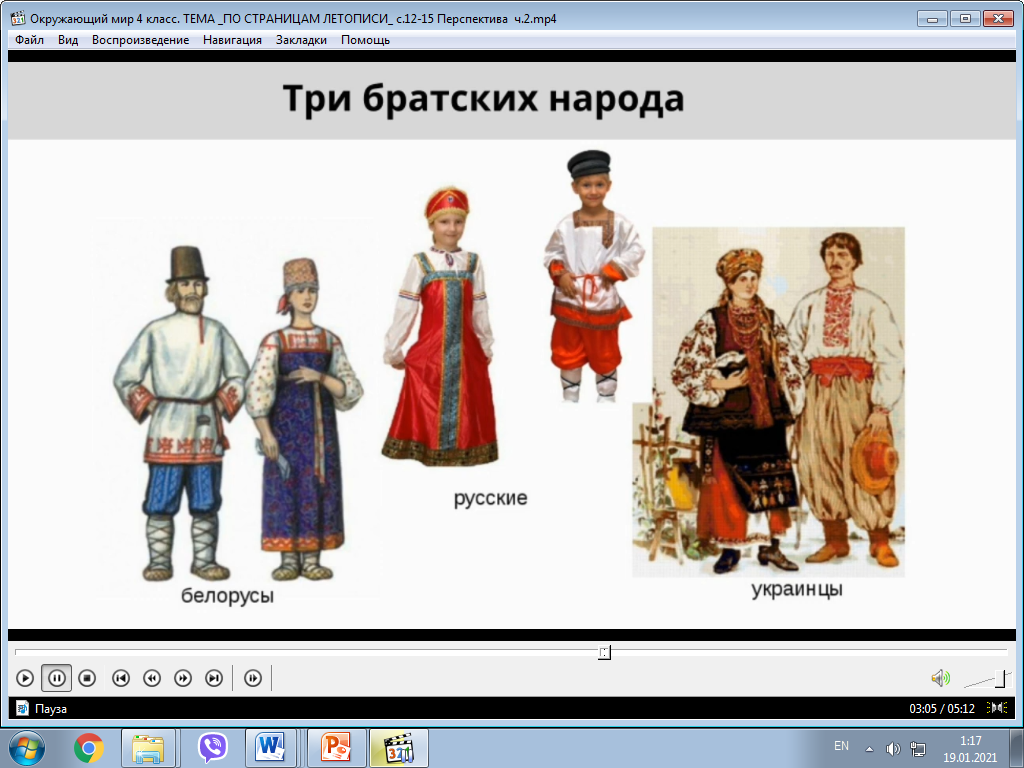 Окружающий мир 4 класс. ТЕМА _ПО СТРАНИЦАМ ЛЕТОПИСИ_ с.12-15 Перспектива ч.2.mp4
Файл Вид Воспроизведение Навигация Закладки Помощь
Три братских народа
русские
белорусы
украинцы
Пауза
03:05 / 05:12
EN
1:17
19.01.2021